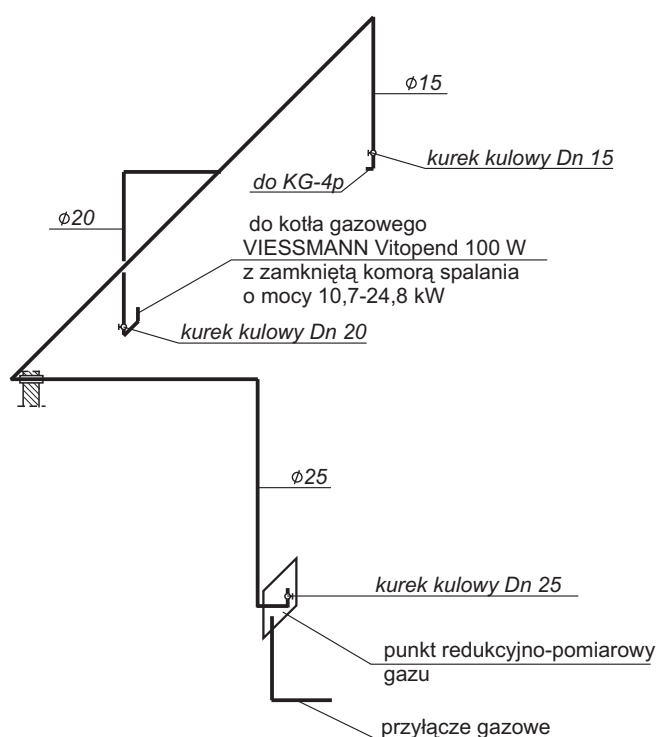 ϕ15
kurek kulowy Dn 15
do KG-4p
ϕ20
do kotła gazowego
VIESSMANN Vitopend 100 W
z zamkniętą komorą spalania
o mocy 10,7-24,8 kW
kurek kulowy Dn 20
ϕ25
kurek kulowy Dn 25
punkt redukcyjno-pomiarowy
gazu
przyłącze gazowe